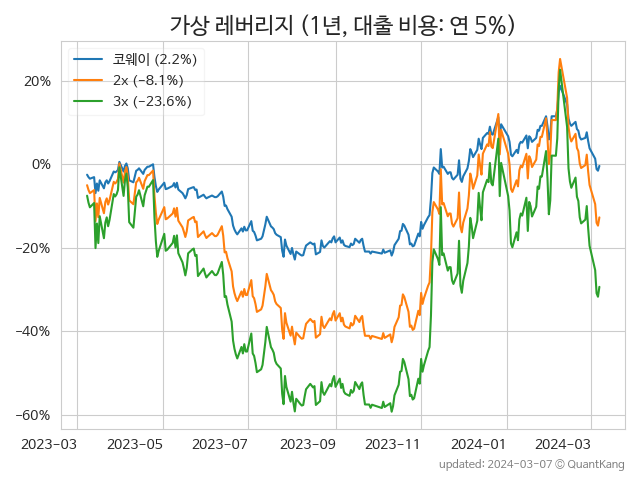 가상 레버리지 (1년, 대출 비용: 연 5%)
코웨이 (2.2%)
2x (−8.1%)
3x (−23.6%)
20%
0%
−20%
−40%
−60%
2023-03 2023-05 2023-07 2023-09 2023-11 2024-01 2024-03
updated: 2024-03-07 © QuantKang